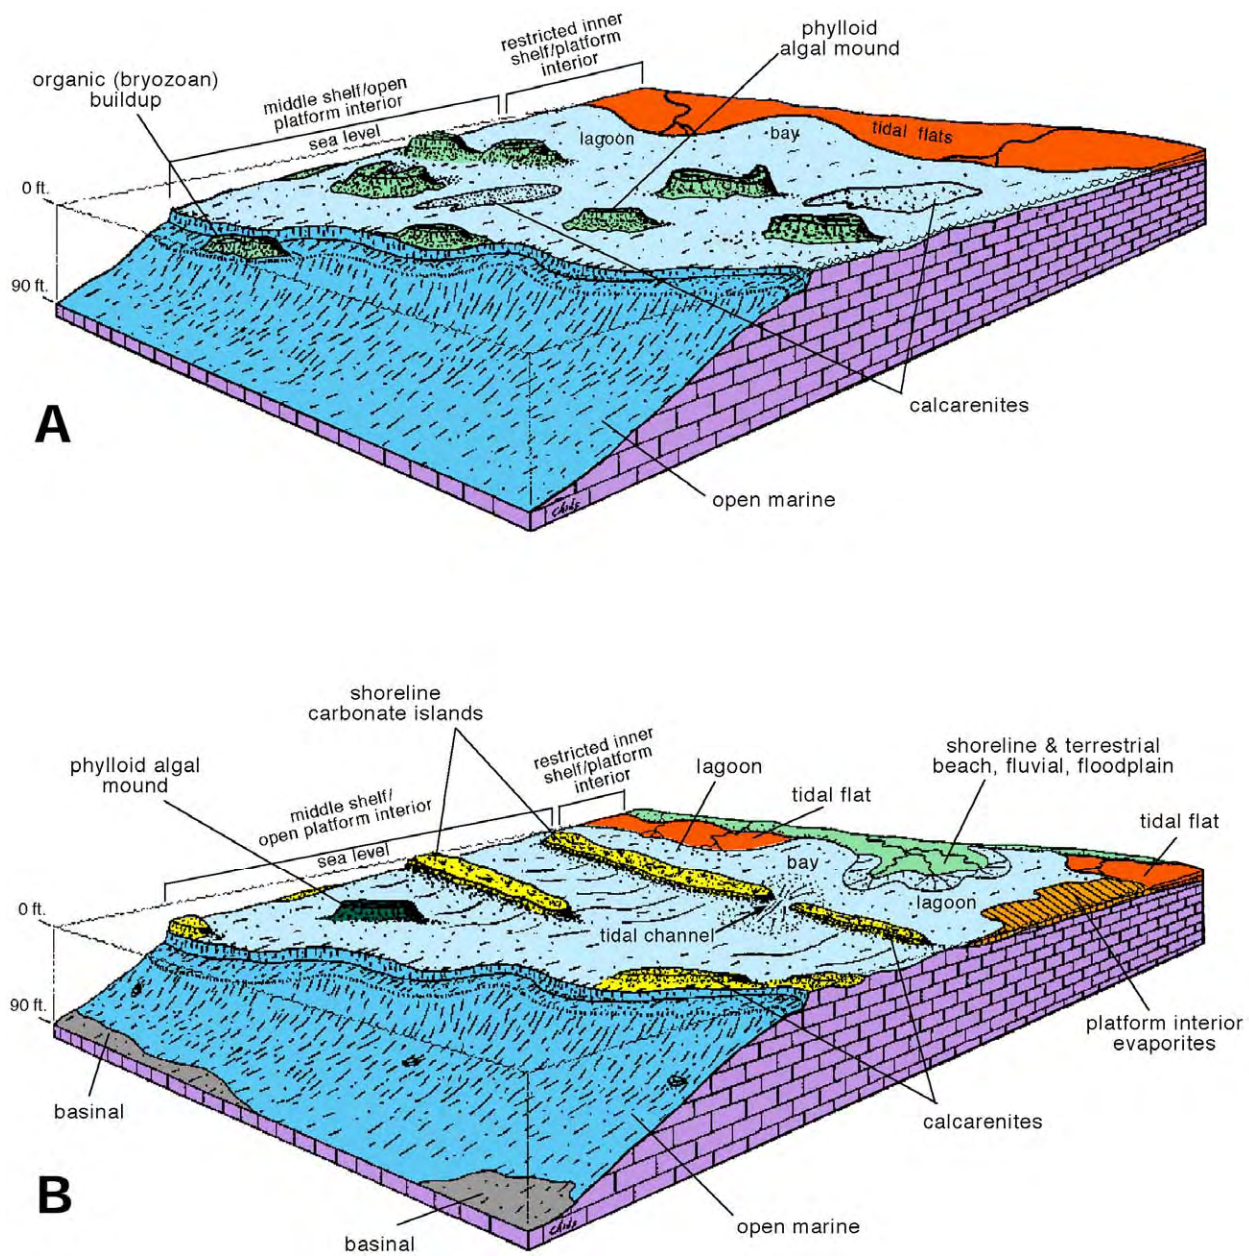 restricted inner
shelf/platform
interior
phylloid
algal mound
organic (bryozoan)
buildup
middle shelf/open
platform interior
sea level
lagoon
bay
tidal flats
0 ft.
90 ft.
calcarenites
A
open marine
shoreline
carbonate islands
restricted inner
shelf/platform
interior
lagoon
shoreline & terrestrial
beach, fluvial, floodplain
phylloid algal
mound
middle shelf/
open platform interior
sea level
tidal flat
tidal flat
bay
lagoon
0 ft.
tidal channel
90 ft.
platform interior
evaporites
basinal
calcarenites
B
basinal
open marine